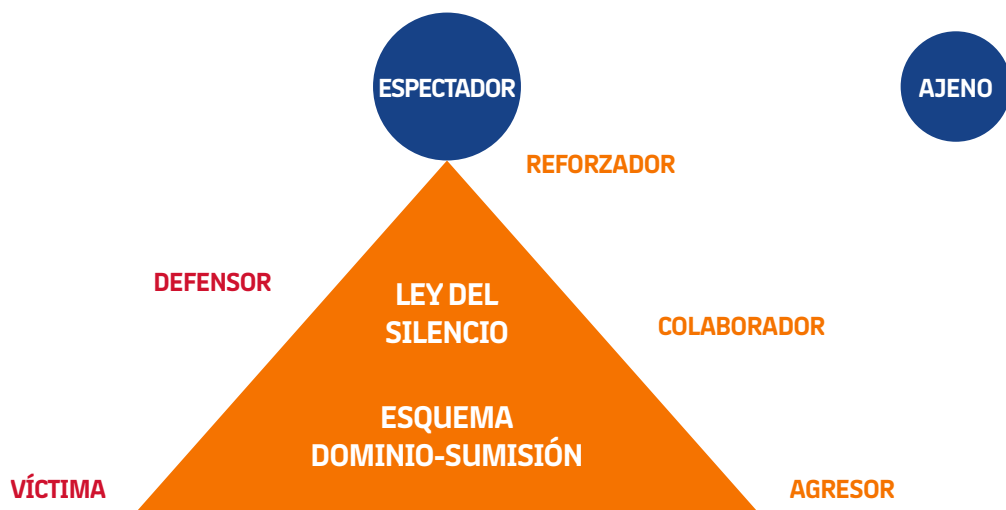 ESPECTADOR
AJENO
REFORZADOR
DEFENSOR
LEY DEL
SILENCIO
COLABORADOR
ESQUEMA
DOMINIO-SUMISIÓN
VÍCTIMA
AGRESOR